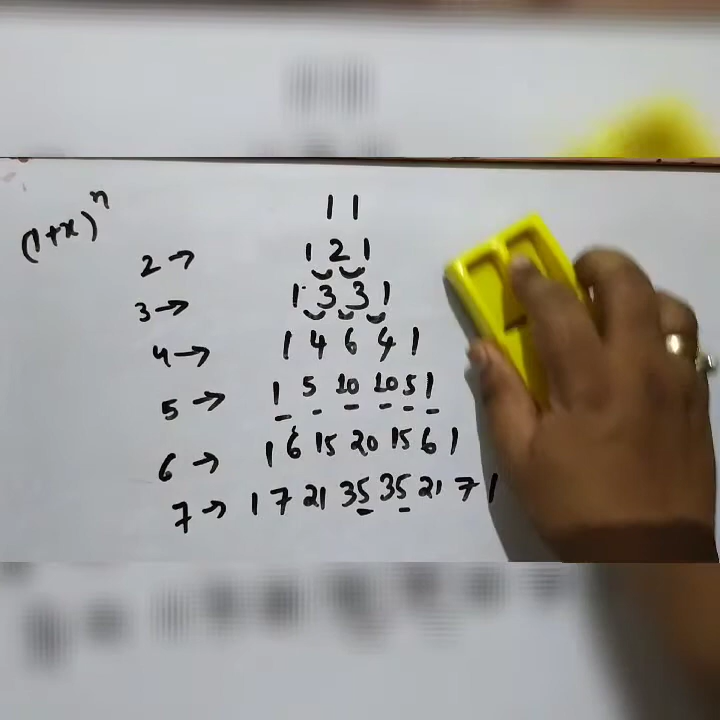 1 1
(1+x)^n
2 → 1 2 1
3 → 1 3 3 1
4 → 1 4 6 4 1
5 → 1 5 10 10 5 1
6 → 1 6 15 20 15 6 1
7 → 1 7 21 35 35 21 7 1